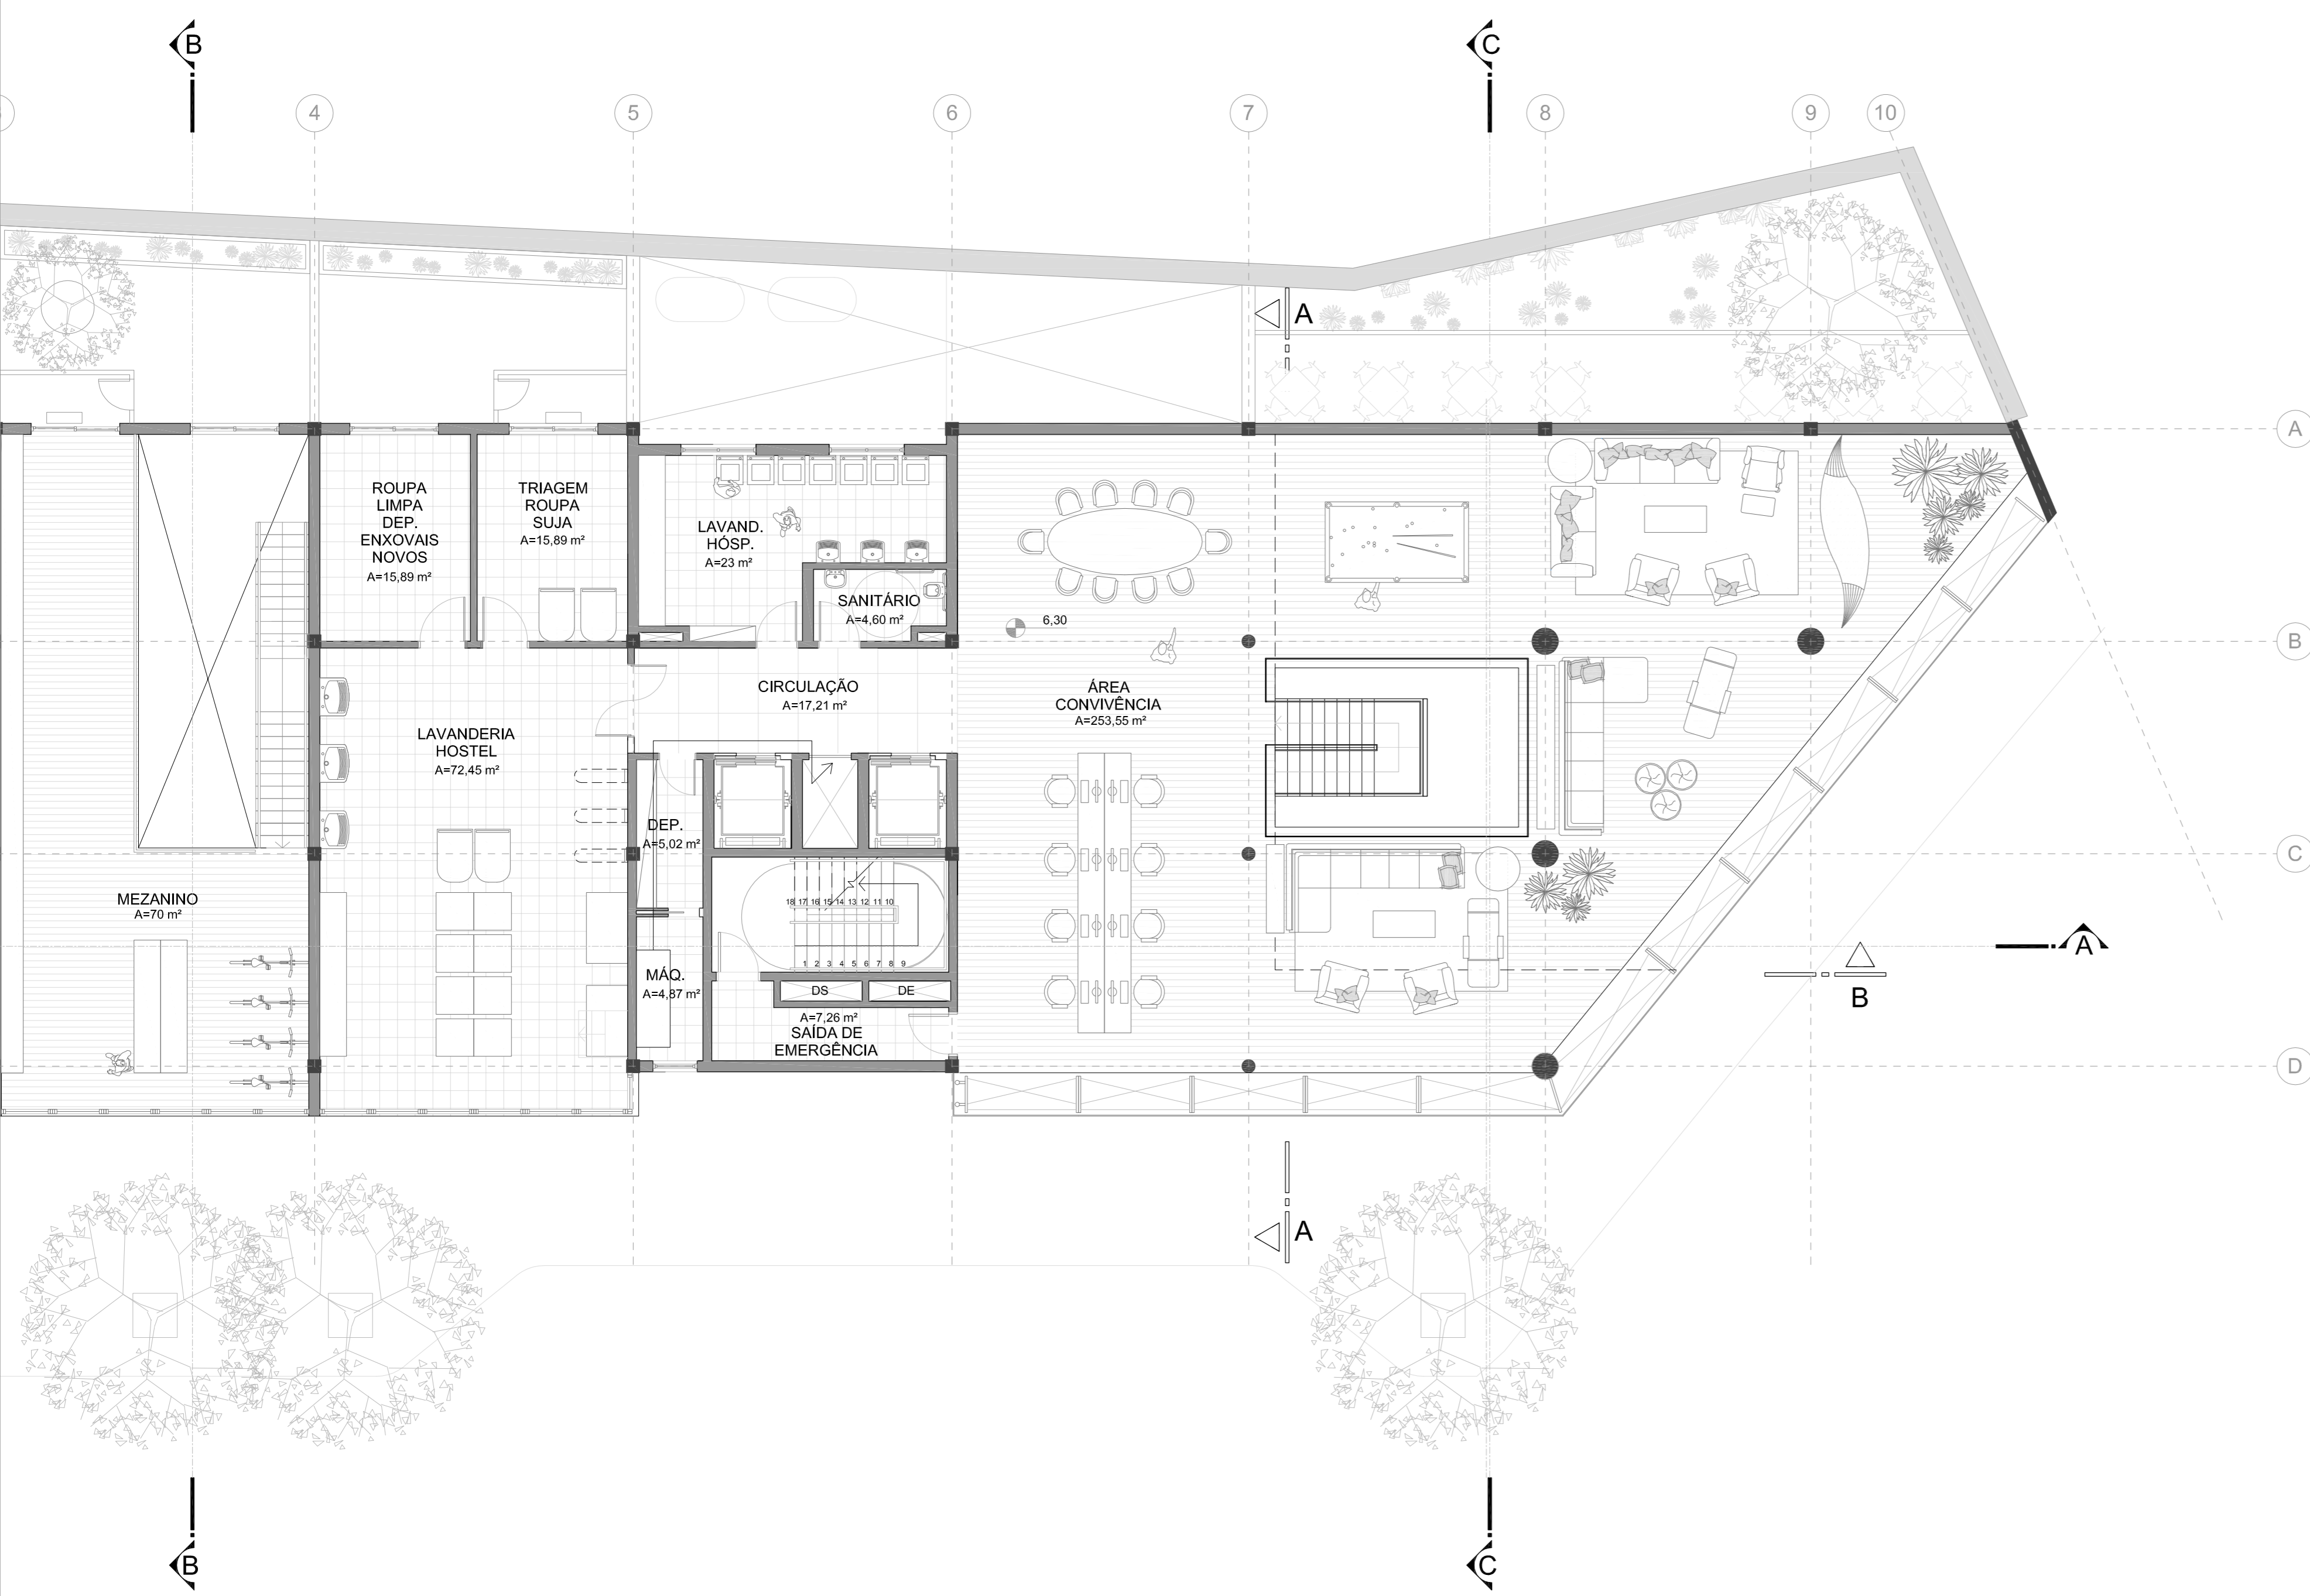 B
C
4
5
6
7
8
9
10
A
A
ROUPA
LIMPA
DEP.
ENXOVAIS
NOVOS
A=15,89 m²
TRIAGEM
ROUPA
SUJA
A=15,89 m²
LAVAND.
HÓSP.
A=23 m²
SANITÁRIO
A=4,60 m²
6,30
B
CIRCULAÇÃO
A=17,21 m²
ÁREA
CONVIVÊNCIA
A=253,55 m²
LAVANDERIA
HOSTEL
A=72,45 m²
DEP.
A=5,02 m²
C
MEZANINO
A=70 m²
18 17 16 15 14 13 12 11 10
1 2 3 4 5 6 7 8 9
A
MÁQ.
A=4,87 m²
DS
DE
B
A=7,26 m²
SAÍDA DE
EMERGÊNCIA
D
A
B
C